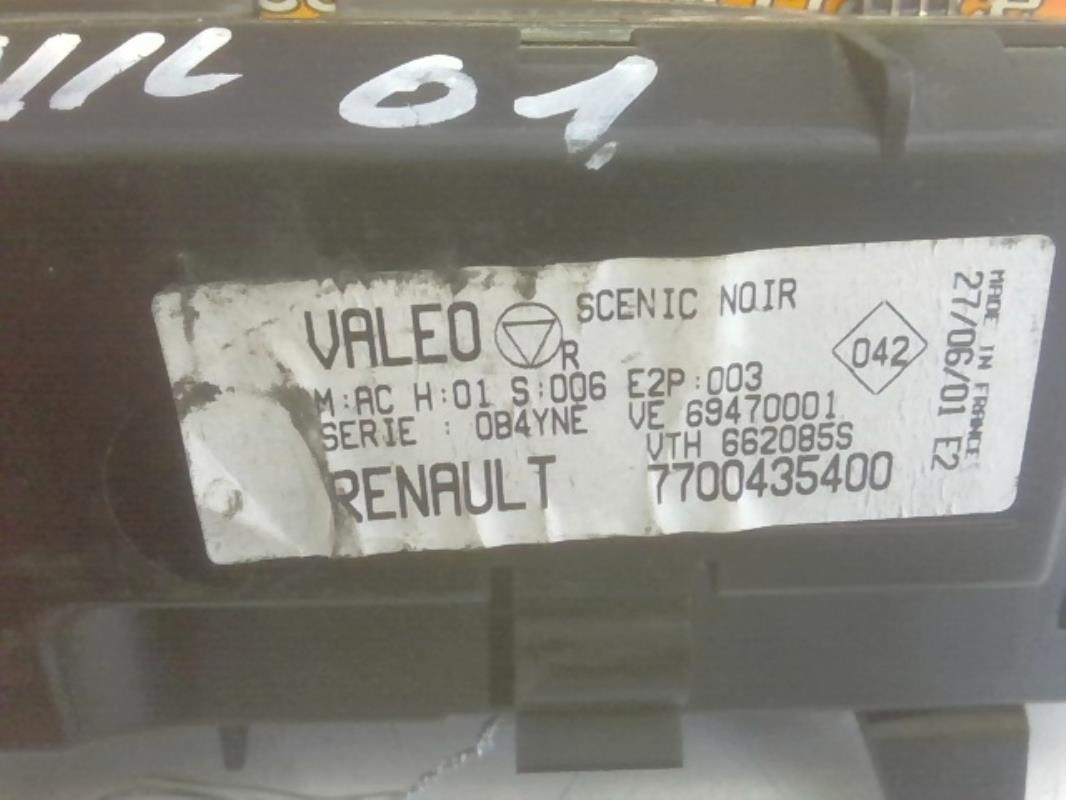 01
VALEO R SCENIC NOIR
042
M:AC H:01 S:006 E2P:003
SERIE : 0B4YNE VE 69470001
VTH 662085S
RENAULT 7700435400
MADE IN FRANCE
27/06/01 E2